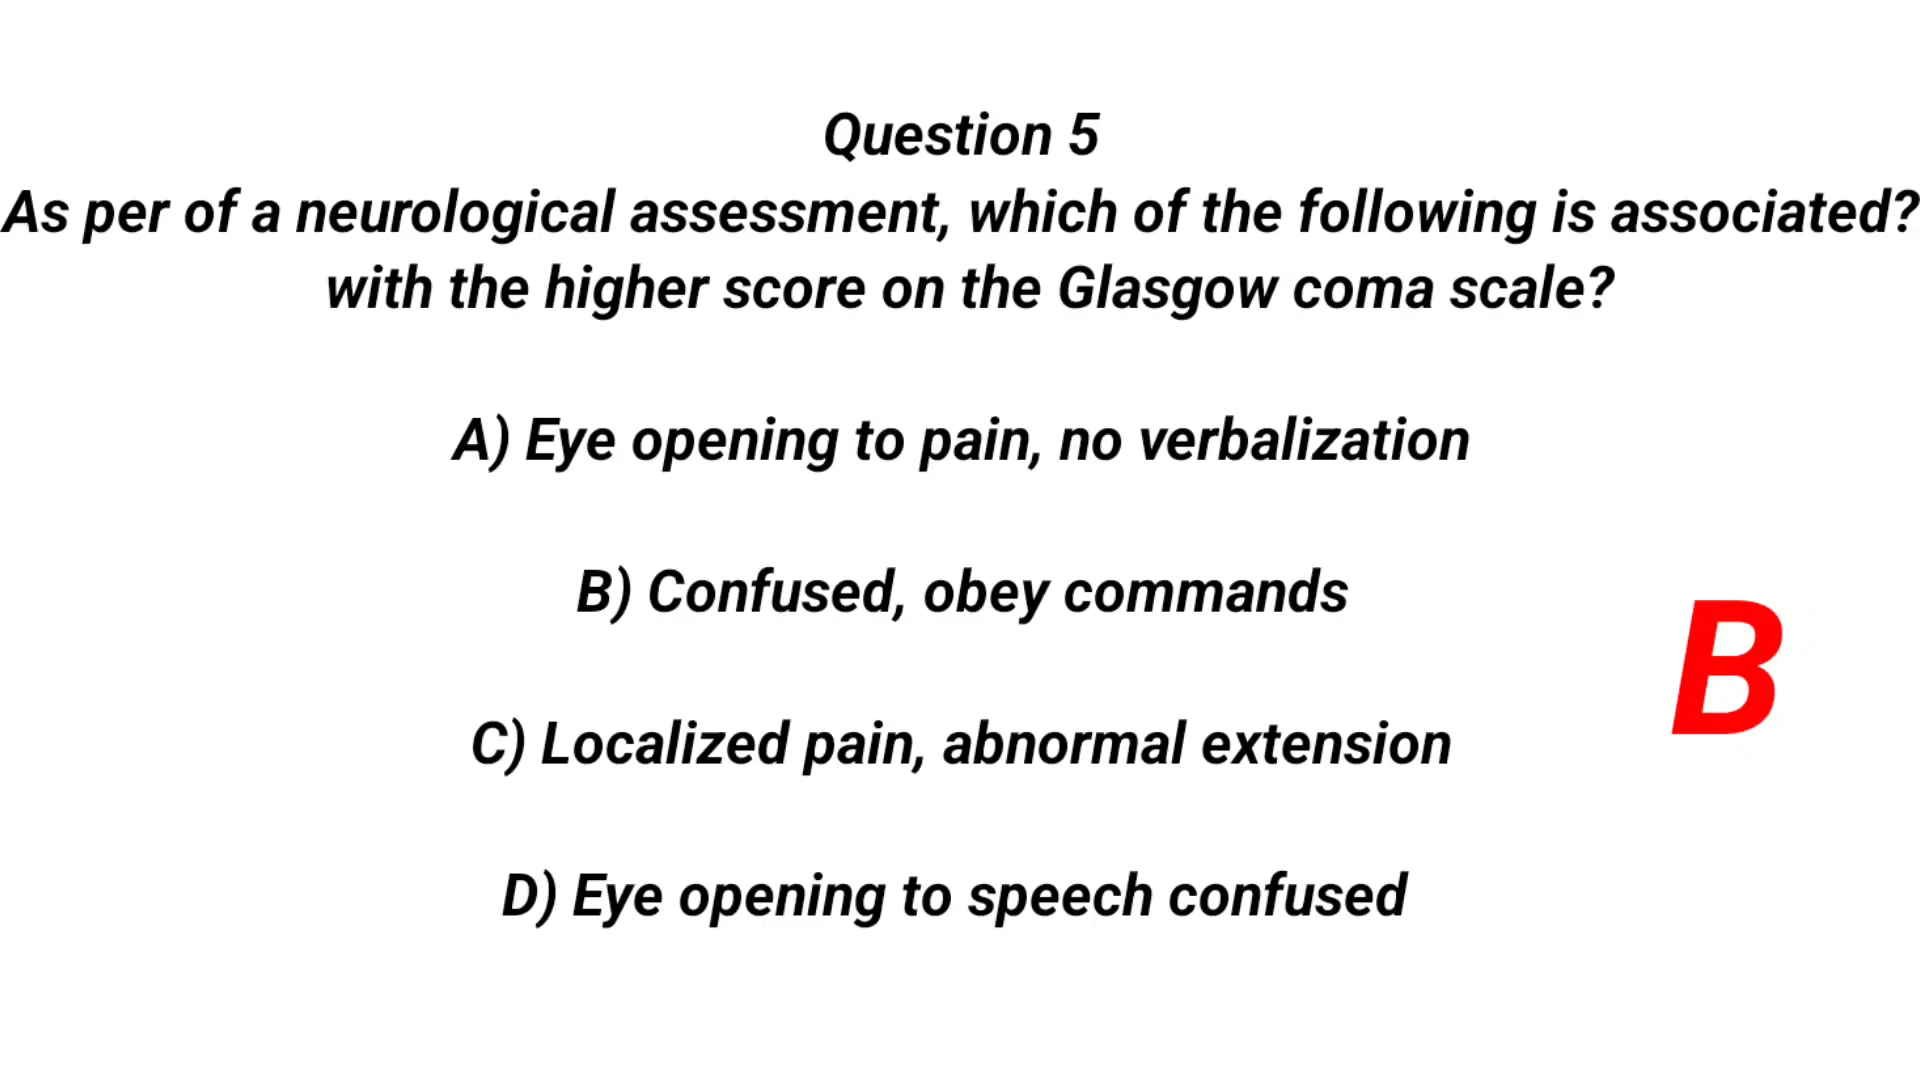 Question 5
As per of a neurological assessment, which of the following is associated?
with the higher score on the Glasgow coma scale?
A) Eye opening to pain, no verbalization
B) Confused, obey commands
B
C) Localized pain, abnormal extension
D) Eye opening to speech confused